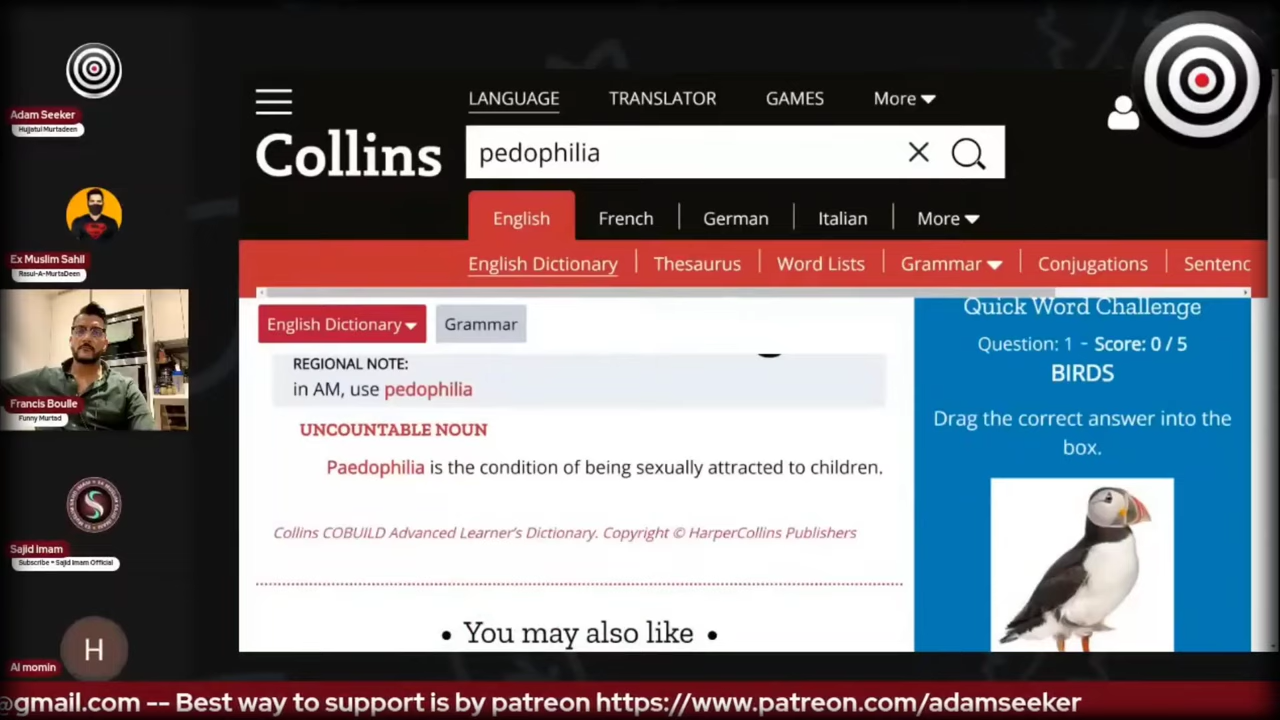 Adam Seeker
Hujjatul Murtadeen
Ex Muslim Sahil
Rasul-A-MurtaDeen
Francis Boulle
Funny Murtad
Sajid Imam
Subscribe = Sajid Imam Official
H
Al momin
LANGUAGE TRANSLATOR GAMES More
Collins
pedophilia
English French German Italian More
English Dictionary Thesaurus Word Lists Grammar Conjugations Sentenc
English Dictionary Grammar
REGIONAL NOTE:
in AM, use pedophilia
UNCOUNTABLE NOUN
Paedophilia is the condition of being sexually attracted to children.
Collins COBUILD Advanced Learner's Dictionary. Copyright © HarperCollins Publishers
• You may also like •
Quick Word Challenge
Question: 1 - Score: 0 / 5
BIRDS
Drag the correct answer into the
box.
@gmail.com -- Best way to support is by patreon https://www.patreon.com/adamseeker